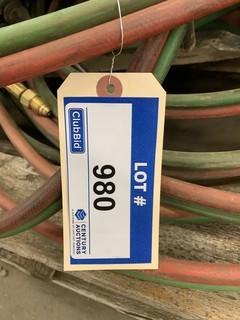 LOT #
980
ClubBid
CENTURY
AUCTIONS